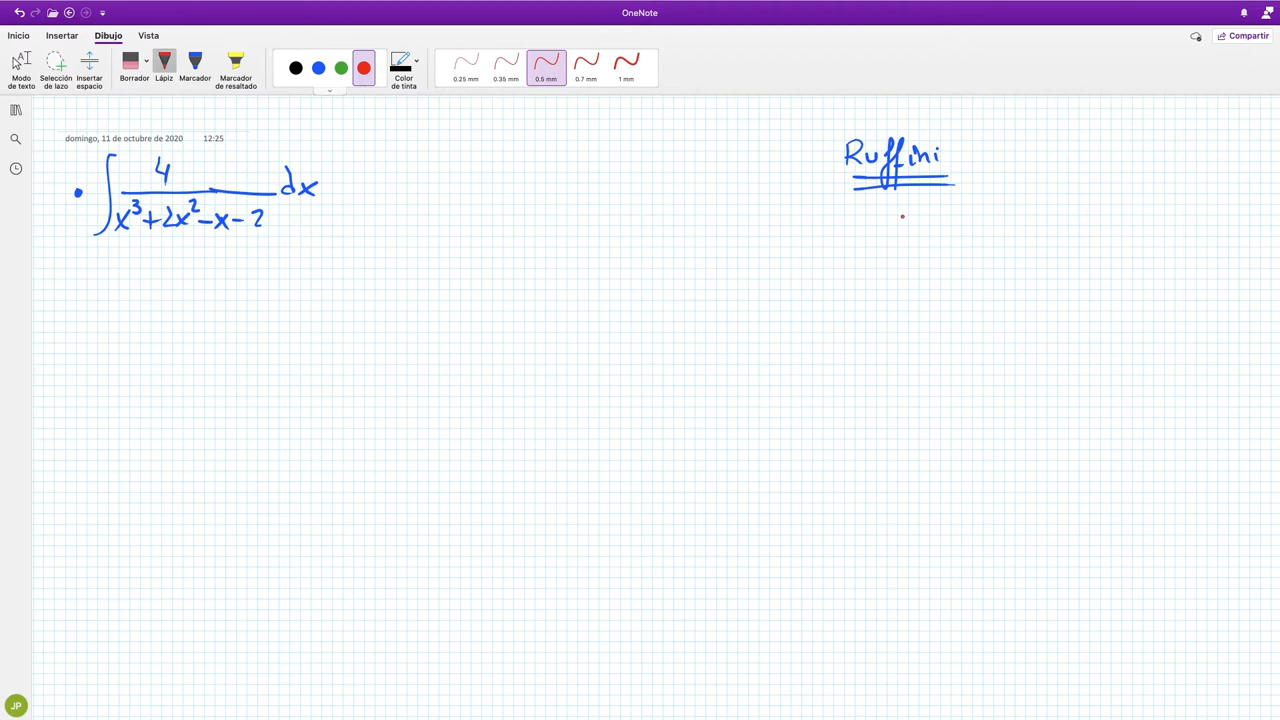 OneNote
Inicio Insertar Dibujo Vista
Compartir
Modo de texto
Selección de lazo
Insertar espacio
Borrador
Lápiz
Marcador
Marcador de resaltado
Color de tinta
0.25 mm
0.35 mm
0.5 mm
0.7 mm
1 mm
domingo, 11 de octubre de 2020 12:25
• ∫ 4 / (x³+2x²-x-2) dx
Ruffini
JP